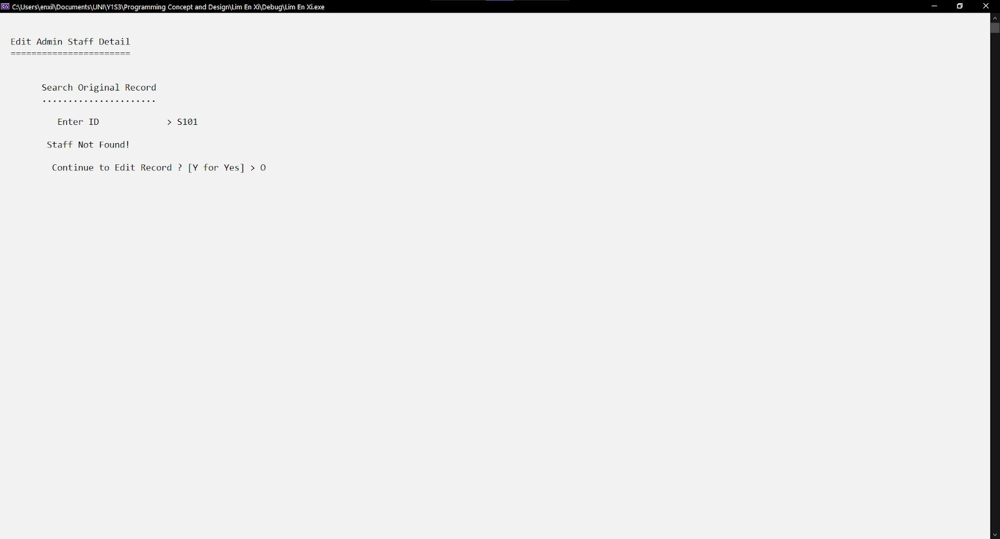 C:\Users\enxil\Documents\UNI\Y1S3\Programming Concept and Design\Lim En Xi\Debug\Lim En Xi.exe
Edit Admin Staff Detail
=======================
Search Original Record
......................
Enter ID > S101
Staff Not Found!
Continue to Edit Record ? [Y for Yes] > O